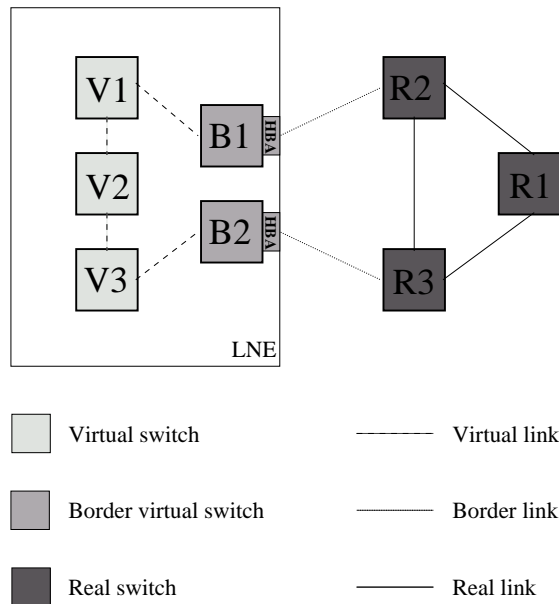 V1
R2
B1
HBA
V2
R1
B2
HBA
V3
R3
LNE
Virtual switch
Virtual link
Border virtual switch
Border link
Real switch
Real link